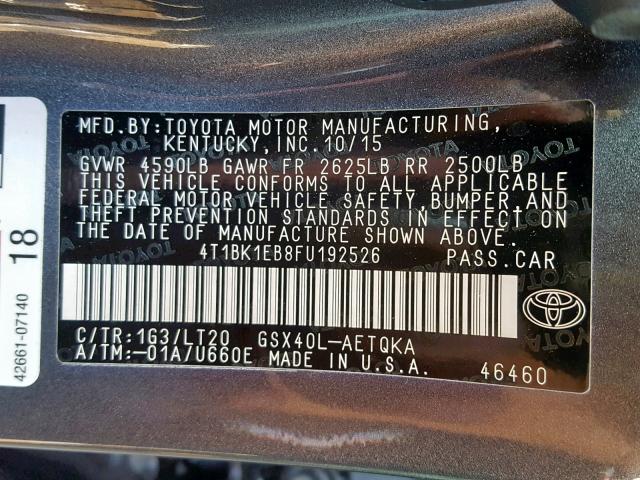 MFD.BY:TOYOTA MOTOR MANUFACTURING,
KENTUCKY,INC.10/15
GVWR 4590LB GAWR FR 2625LB RR 2500LB
THIS VEHICLE CONFORMS TO ALL APPLICABLE
FEDERAL MOTOR VEHICLE SAFETY,BUMPER,AND
THEFT PREVENTION STANDARDS IN EFFECT ON
THE DATE OF MANUFACTURE SHOWN ABOVE.
4T1BK1EB8FU192526 PASS.CAR
C/TR:1G3/LT20 GSX40L-AETQKA
A/TM:-01A/U660E MADE IN U.S.A. 46460
TOYOTA
42661-07140
18